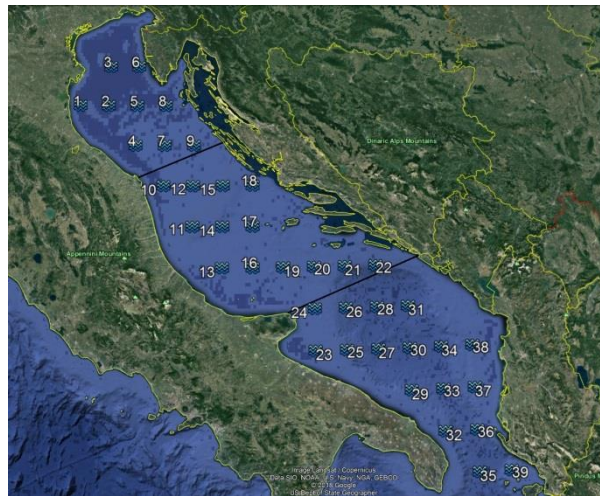 3 6
1 2 5 8
4 7 9
Dinaric Alps Mountains
10 12 15 18
11 14 17
Appennini Mountains
13 16 19 20 21 22
24 26 28 31
23 25 27 30 34 38
29 33 37
32 36
35 39
Image Landsat / Copernicus
Data SIO, NOAA, U.S. Navy, NGA, GEBCO
© 2018 Google
US Dept of State Geographer
Pindus M